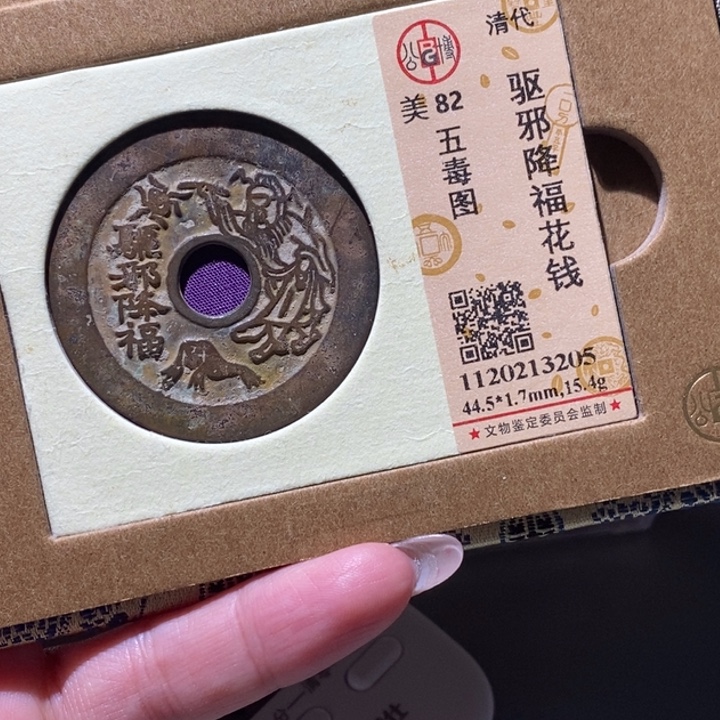 驅邪降福
清代
驱邪降福花钱
美 82
五毒图
1120213205
44.5*1.7mm,15.4g
★ 文物鉴定委员会监制 ★